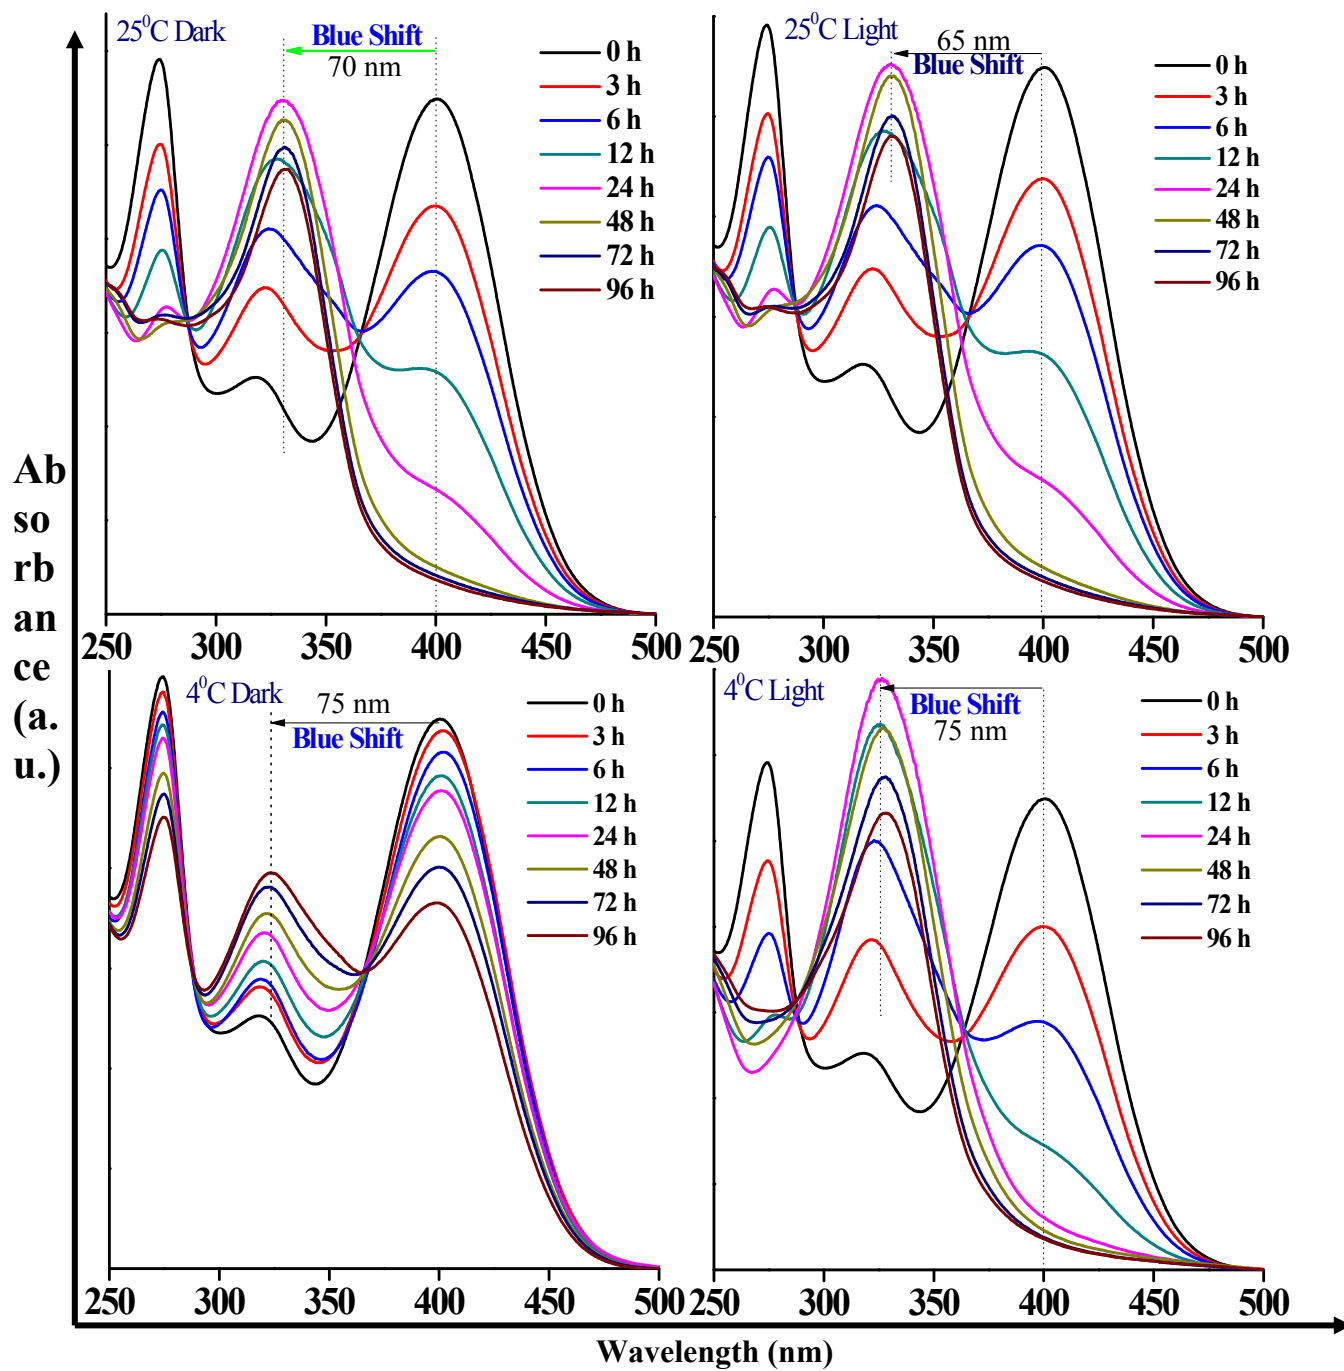 25⁰C Dark
Blue Shift
70 nm
0 h
3 h
6 h
12 h
24 h
48 h
72 h
96 h
250 300 350 400 450 500
25⁰C Light
65 nm
Blue Shift
0 h
3 h
6 h
12 h
24 h
48 h
72 h
96 h
250 300 350 400 450 500
Ab
so
rb
an
ce
(a.
u.)
4⁰C Dark
75 nm
Blue Shift
0 h
3 h
6 h
12 h
24 h
48 h
72 h
96 h
250 300 350 400 450 500
4⁰C Light
Blue Shift
75 nm
0 h
3 h
6 h
12 h
24 h
48 h
72 h
96 h
250 300 350 400 450 500
Wavelength (nm)